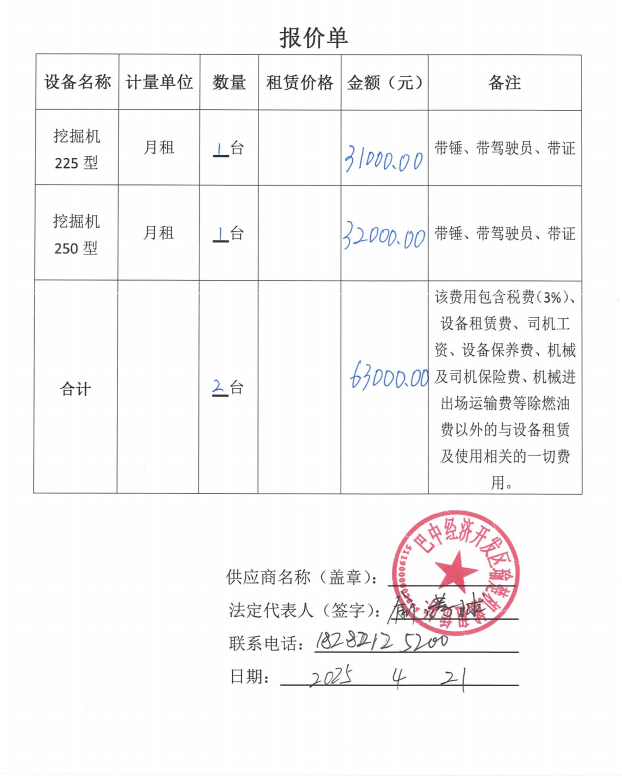 报价单
设备名称 计量单位 数量 租赁价格 金额（元） 备注
挖掘机
225 型
月租
1台
31000.00
带锤、带驾驶员、带证
挖掘机
250 型
月租
1台
32000.00
带锤、带驾驶员、带证
合计
2台
63000.00
该费用包含税费（3%）、
设备租赁费、司机工
资、设备保养费、机械
及司机保险费、机械进
出场运输费等除燃油
费以外的与设备租赁
及使用相关的一切费
用。
巴中经济开发区
供应商名称（盖章）：
法定代表人（签字）：
联系电话：18282125200
日期： 2025 4 21